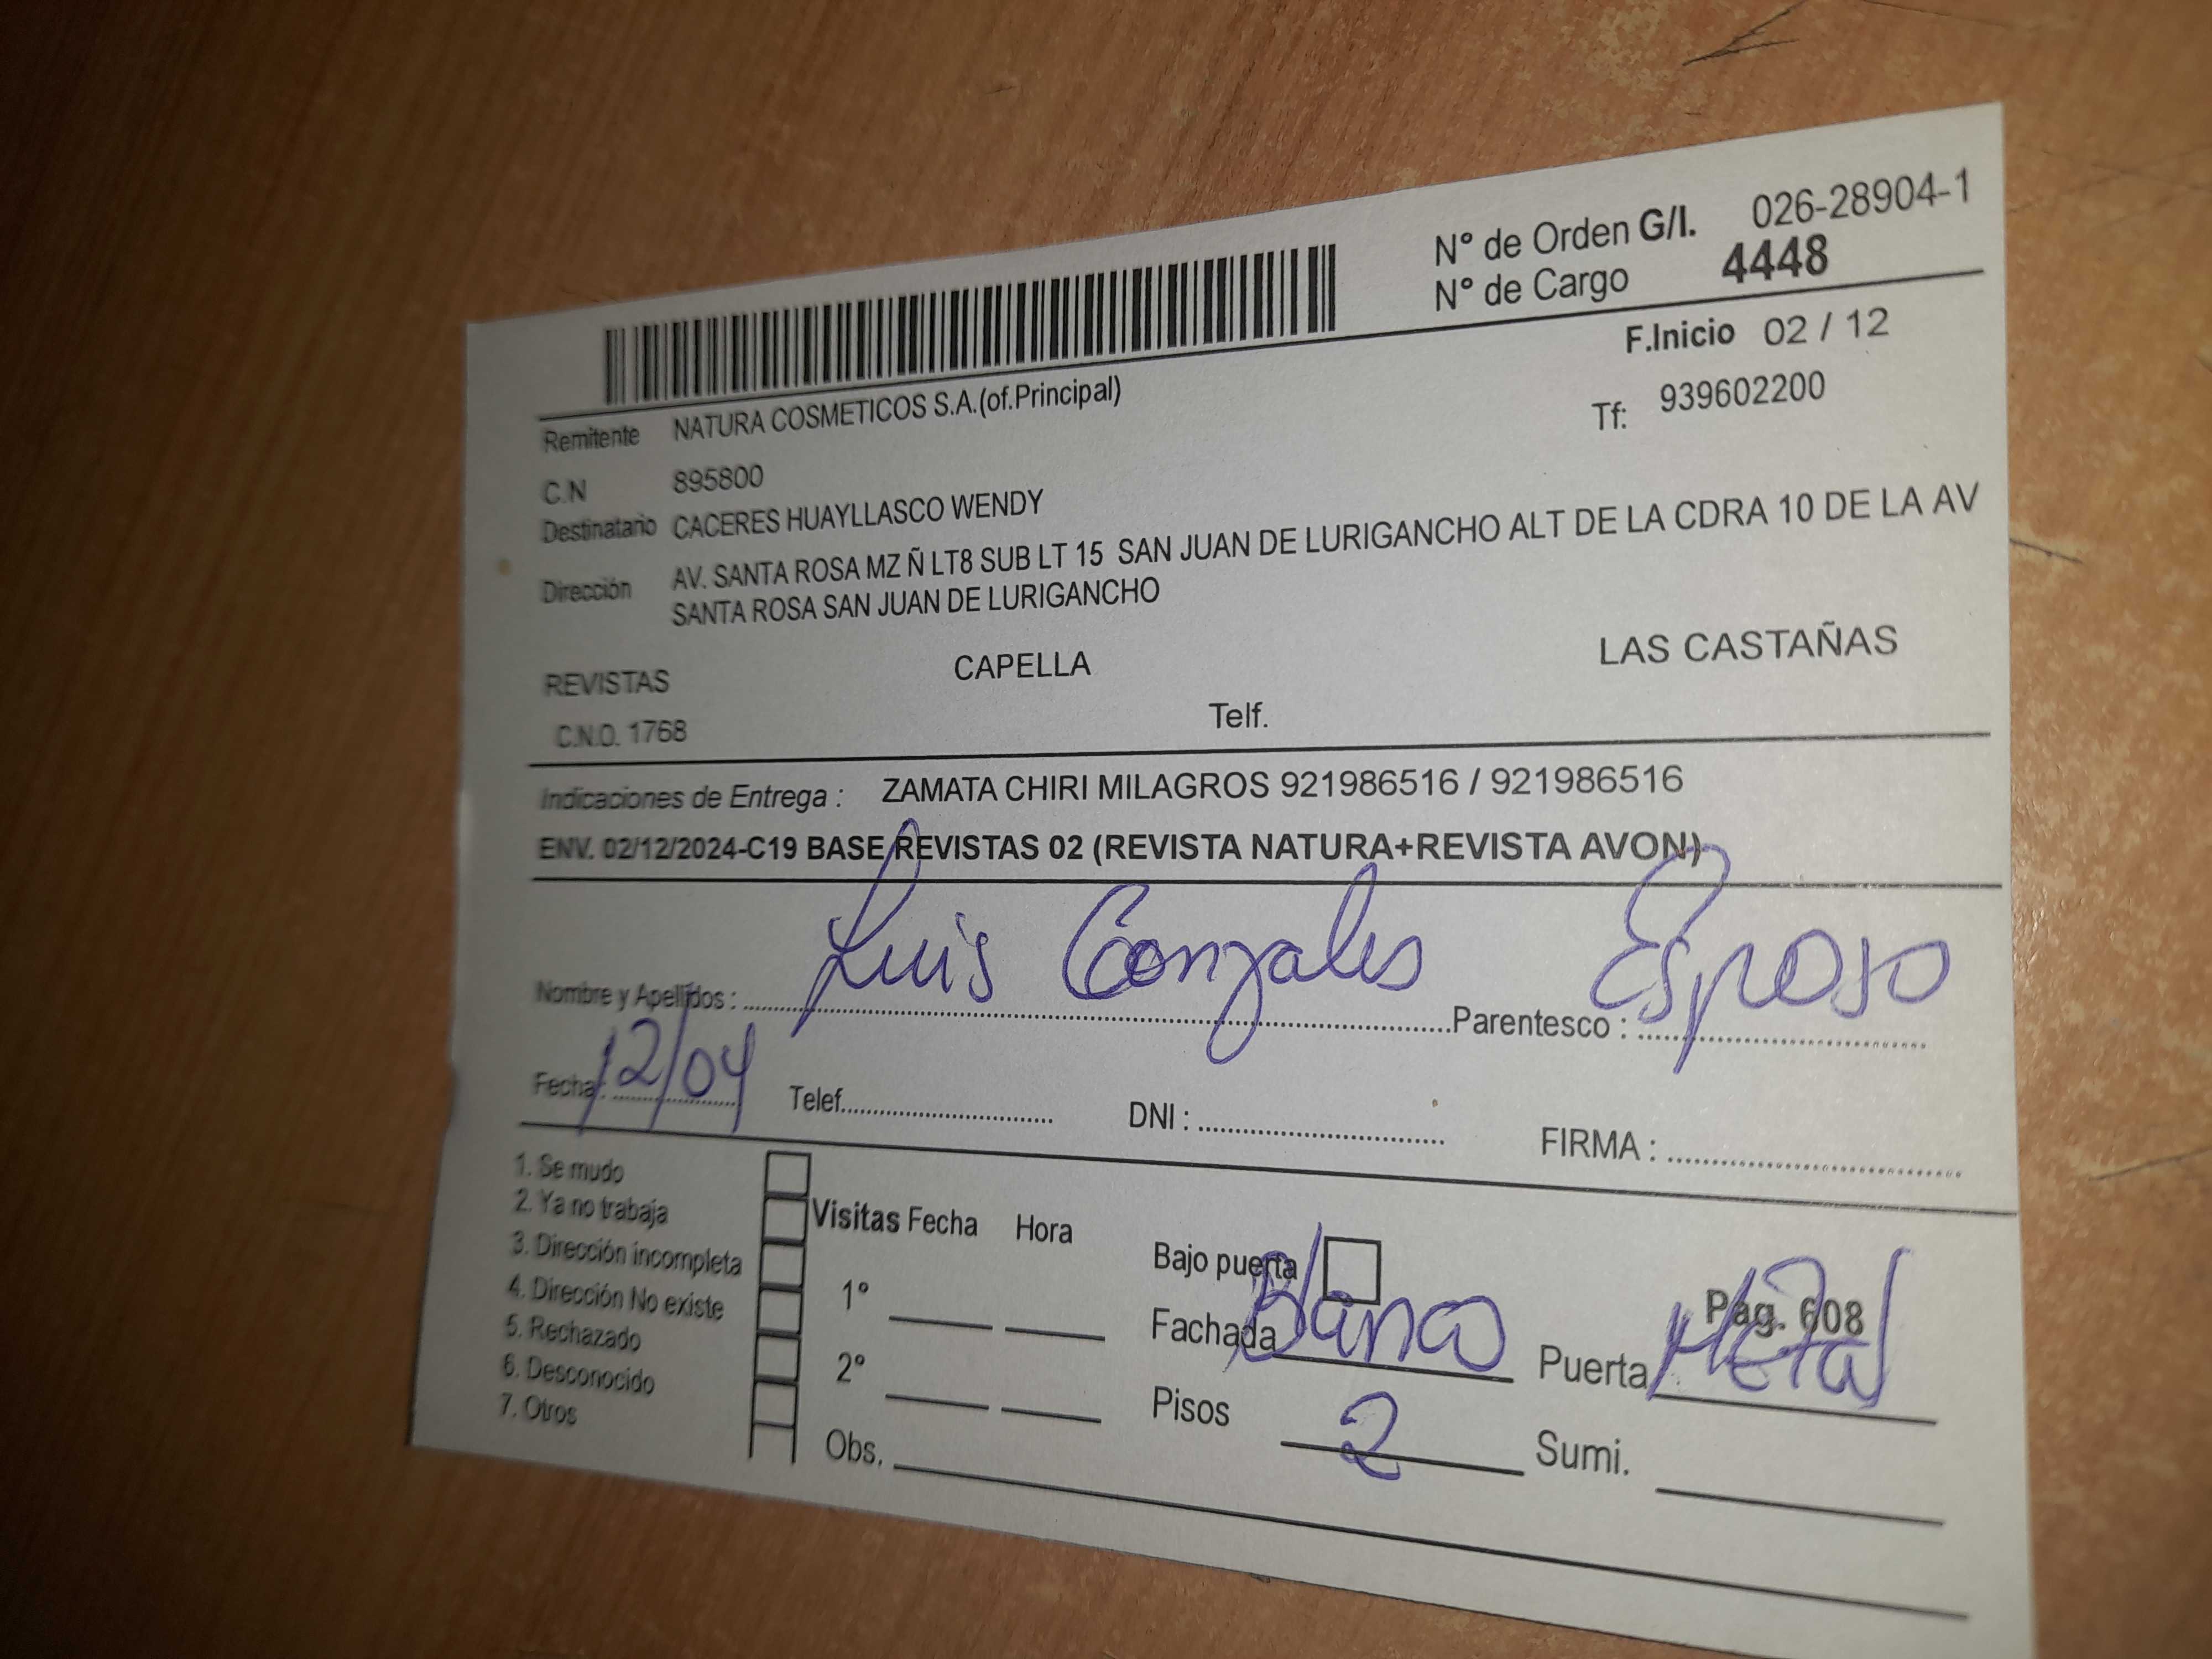 N° de Orden G/I. 026-28904-1
N° de Cargo 4448
F.Inicio 02 / 12
Remitente NATURA COSMETICOS S.A.(of.Principal)
Tf: 939602200
C.N 895800
Destinatario CACERES HUAYLLASCO WENDY
Dirección AV. SANTA ROSA MZ Ñ LT8 SUB LT 15 SAN JUAN DE LURIGANCHO ALT DE LA CDRA 10 DE LA AV
SANTA ROSA SAN JUAN DE LURIGANCHO
REVISTAS CAPELLA LAS CASTAÑAS
C.N.O. 1768 Telf.
Indicaciones de Entrega : ZAMATA CHIRI MILAGROS 921986516 / 921986516
ENV. 02/12/2024-C19 BASE REVISTAS 02 (REVISTA NATURA+REVISTA AVON)
Nombre y Apellidos : Luis Gonzales Parentesco : Esposo
Fecha : 12/04 Telef. DNI : FIRMA :
1. Se mudo
2. Ya no trabaja
3. Dirección incompleta
4. Dirección No existe
5. Rechazado
6. Desconocido
7. Otros
Visitas Fecha Hora
1°
2°
Obs.
Bajo puerta Pág. 608
Fachada Blanco Puerta Metal
Pisos 2 Sumi.